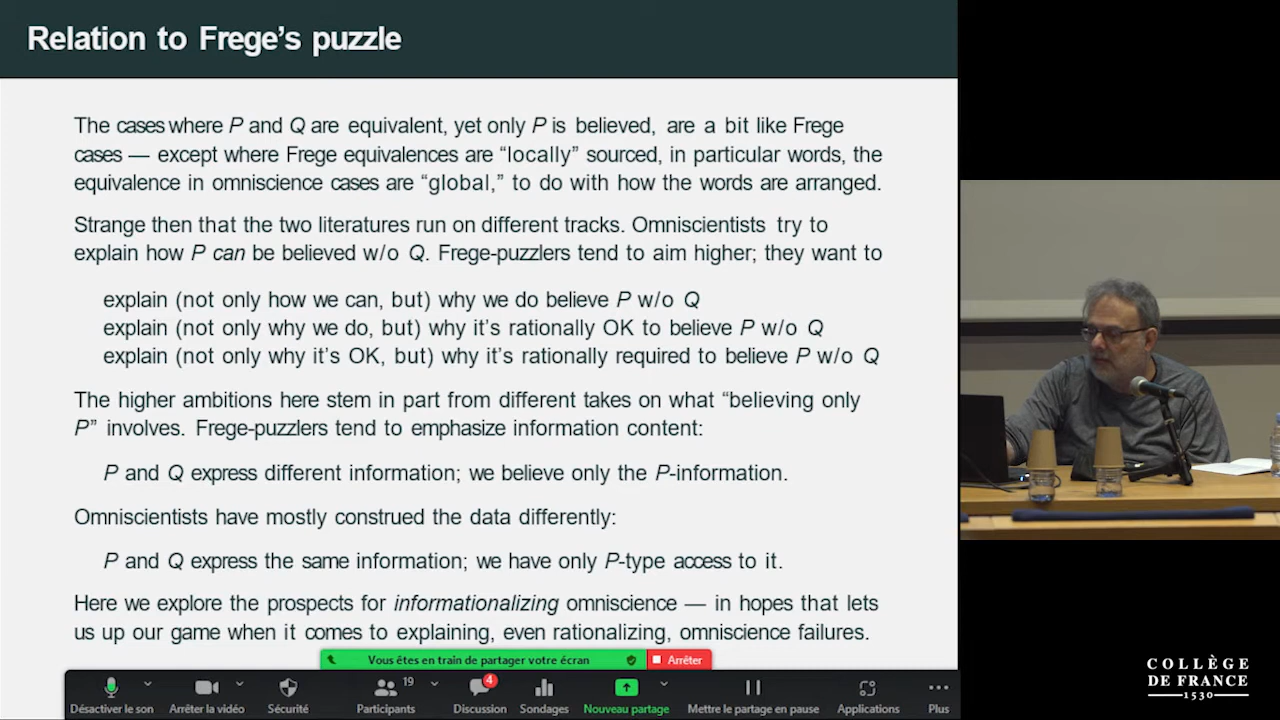 Relation to Frege's puzzle
The cases where P and Q are equivalent, yet only P is believed, are a bit like Frege
cases — except where Frege equivalences are “locally” sourced, in particular words, the
equivalence in omniscience cases are “global,” to do with how the words are arranged.
Strange then that the two literatures run on different tracks. Omniscientists try to
explain how P can be believed w/o Q. Frege-puzzlers tend to aim higher; they want to
explain (not only how we can, but) why we do believe P w/o Q
explain (not only why we do, but) why it's rationally OK to believe P w/o Q
explain (not only why it's OK, but) why it's rationally required to believe P w/o Q
The higher ambitions here stem in part from different takes on what “believing only
P” involves. Frege-puzzlers tend to emphasize information content:
P and Q express different information; we believe only the P-information.
Omniscientists have mostly construed the data differently:
P and Q express the same information; we have only P-type access to it.
Here we explore the prospects for informationalizing omniscience — in hopes that lets
us up our game when it comes to explaining, even rationalizing, omniscience failures.
Vous êtes en train de partager votre écran
Arrêter
19
4
Désactiver le son
Arrêter la vidéo
Sécurité
Participants
Discussion
Sondages
Nouveau partage
Mettre le partage en pause
Applications
Plus
COLLÈGE
DE FRANCE
1530